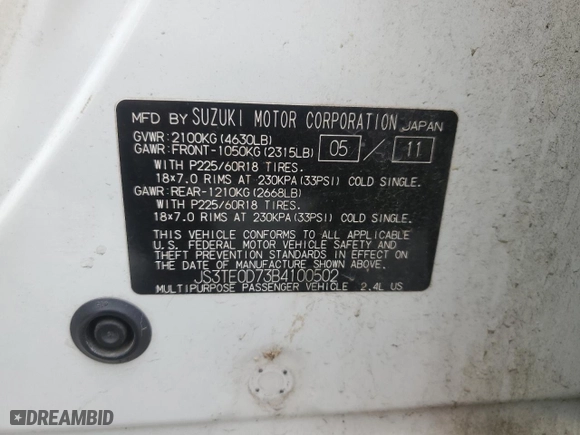 MFD BY SUZUKI MOTOR CORPORATION JAPAN
GVWR: 2100KG (4630LB)
GAWR: FRONT-1050KG (2315LB) 05 / 11
WITH P225/60R18 TIRES.
18×7.0 RIMS AT 230KPA (33PSI) COLD SINGLE.
GAWR: REAR-1210KG (2668LB)
WITH P225/60R18 TIRES.
18×7.0 RIMS AT 230KPA (33PSI) COLD SINGLE.
THIS VEHICLE CONFORMS TO ALL APPLICABLE
U.S. FEDERAL MOTOR VEHICLE SAFETY AND
THEFT PREVENTION STANDARDS IN EFFECT ON
THE DATE OF MANUFACTURE SHOWN ABOVE.
JS3TE0D73B4100502
MULTIPURPOSE PASSENGER VEHICLE 2.4L US
DREAMBID